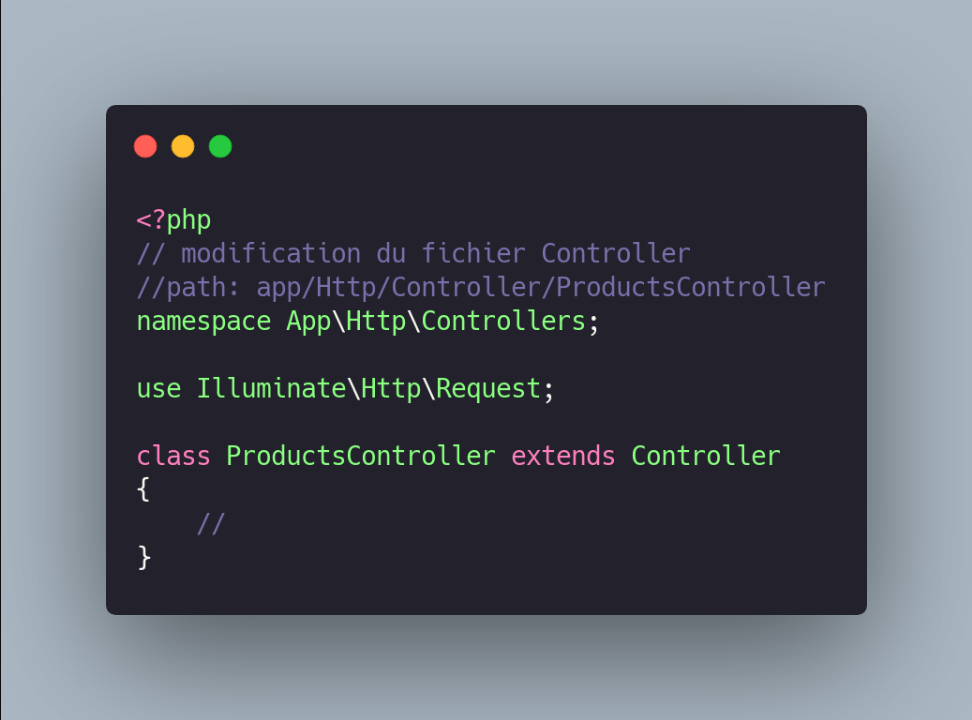 <?php
// modification du fichier Controller
//path: app/Http/Controller/ProductsController
namespace App\Http\Controllers;
use Illuminate\Http\Request;
class ProductsController extends Controller
{
    //
}